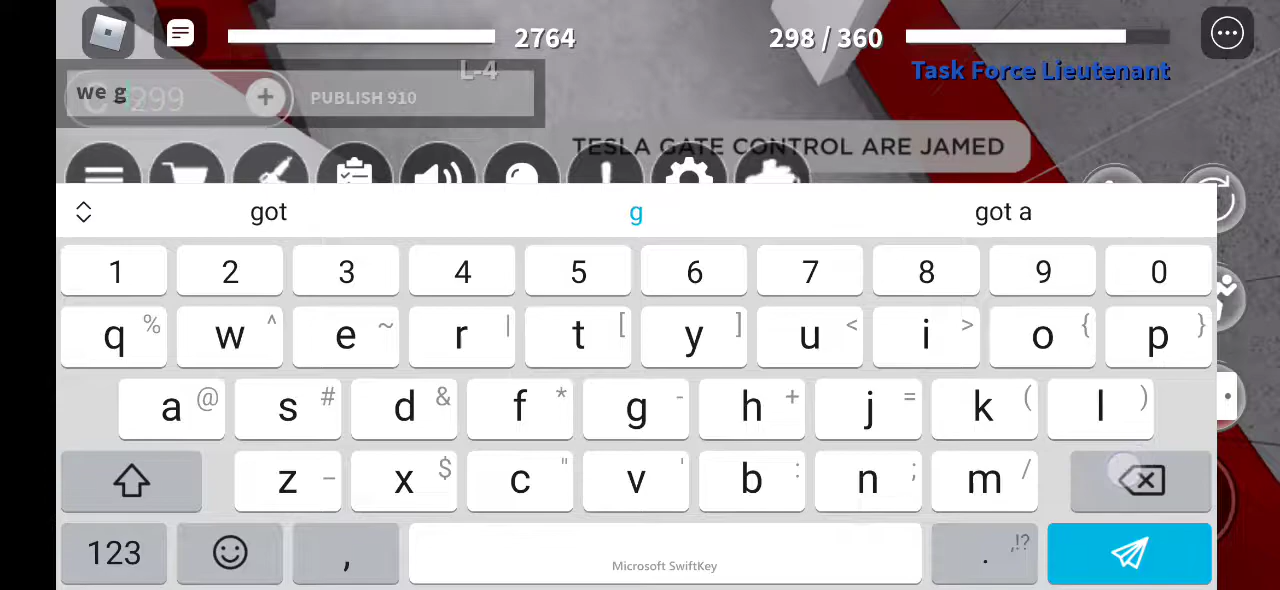 2764
298 / 360
L-4
Task Force Lieutenant
we g
299
PUBLISH 910
TESLA GATE CONTROL ARE JAMED
got
g
got a
1 2 3 4 5 6 7 8 9 0
q % w ^ e ~ r | t [ y ] u < i > o { p }
a @ s # d & f * g - h + j = k ( l )
z _ x $ c " v ' b : n ; m /
123 , . ,!?
Microsoft SwiftKey